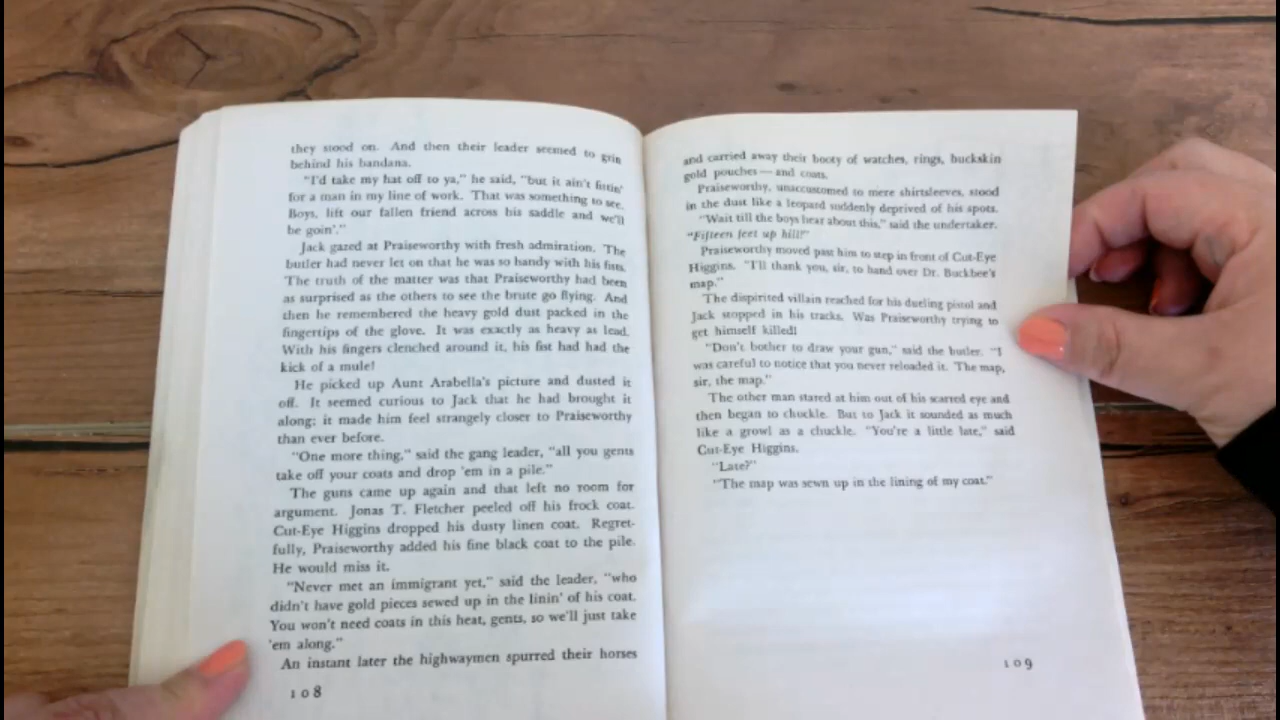 they stood on. And then their leader seemed to grin
behind his bandana.
"I'd take my hat off to ya," he said, "but it ain't fittin'
for a man in my line of work. That was something to see.
Boys, lift our fallen friend across his saddle and we'll
be goin'."
Jack gazed at Praiseworthy with fresh admiration. The
butler had never let on that he was so handy with his fists.
The truth of the matter was that Praiseworthy had been
as surprised as the others to see the brute go flying. And
then he remembered the heavy gold dust packed in the
fingertips of the glove. It was exactly as heavy as lead.
With his fingers clenched around it, his fist had had the
kick of a mule!
He picked up Aunt Arabella's picture and dusted it
off. It seemed curious to Jack that he had brought it
along; it made him feel strangely closer to Praiseworthy
than ever before.
"One more thing," said the gang leader, "all you gents
take off your coats and drop 'em in a pile."
The guns came up again and that left no room for
argument. Jonas T. Fletcher peeled off his frock coat.
Cut-Eye Higgins dropped his dusty linen coat. Regret-
fully, Praiseworthy added his fine black coat to the pile.
He would miss it.
"Never met an immigrant yet," said the leader, "who
didn't have gold pieces sewed up in the linin' of his coat.
You won't need coats in this heat, gents, so we'll just take
'em along."
An instant later the highwaymen spurred their horses
108
and carried away their booty of watches, rings, buckskin
gold pouches — and coats.
Praiseworthy, unaccustomed to mere shirtsleeves, stood
in the dust like a leopard suddenly deprived of his spots.
"Wait till the boys hear about this," said the undertaker.
"Fifteen feet up hill!"
Praiseworthy moved past him to step in front of Cut-Eye
Higgins. "I'll thank you, sir, to hand over Dr. Buckbee's
map."
The dispirited villain reached for his dueling pistol and
Jack stopped in his tracks. Was Praiseworthy trying to
get himself killed!
"Don't bother to draw your gun," said the butler. "I
was careful to notice that you never reloaded it. The map,
sir, the map."
The other man stared at him out of his scarred eye and
then began to chuckle. But to Jack it sounded as much
like a growl as a chuckle. "You're a little late," said
Cut-Eye Higgins.
"Late?"
"The map was sewn up in the lining of my coat."
109